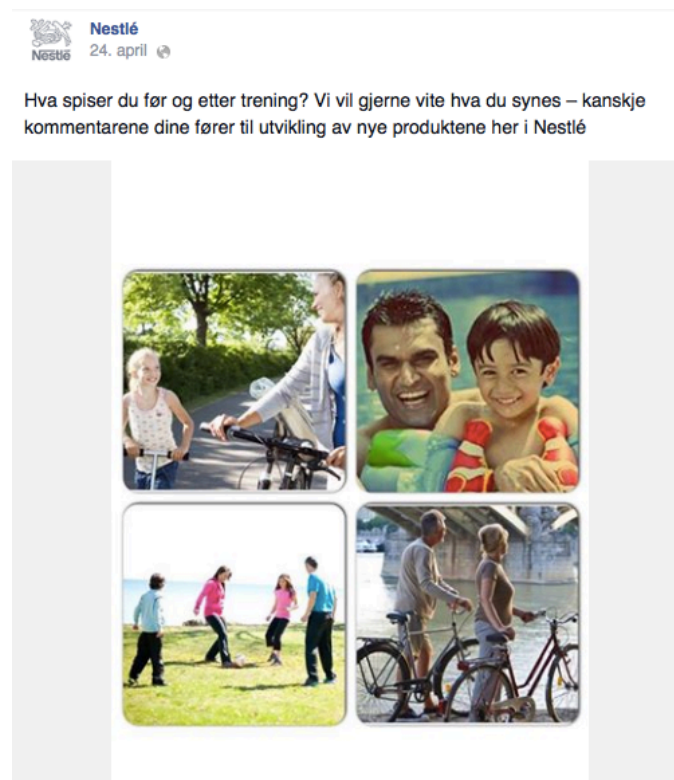 Nestlé
Nestlé
24. april
Hva spiser du før og etter trening? Vi vil gjerne vite hva du synes – kanskje
kommentarene dine fører til utvikling av nye produktene her i Nestlé